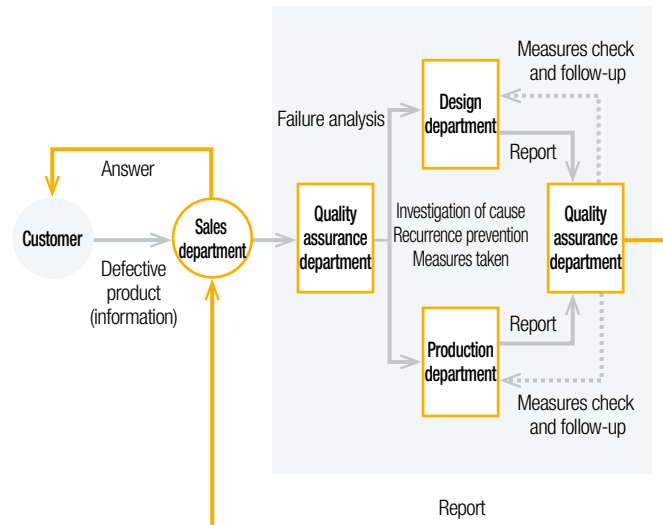 Measures check
and follow-up
Design
department
Failure analysis
Report
Answer
Customer
Sales
department
Quality
assurance
department
Investigation of cause
Recurrence prevention
Measures taken
Quality
assurance
department
Defective
product
(information)
Report
Production
department
Measures check
and follow-up
Report